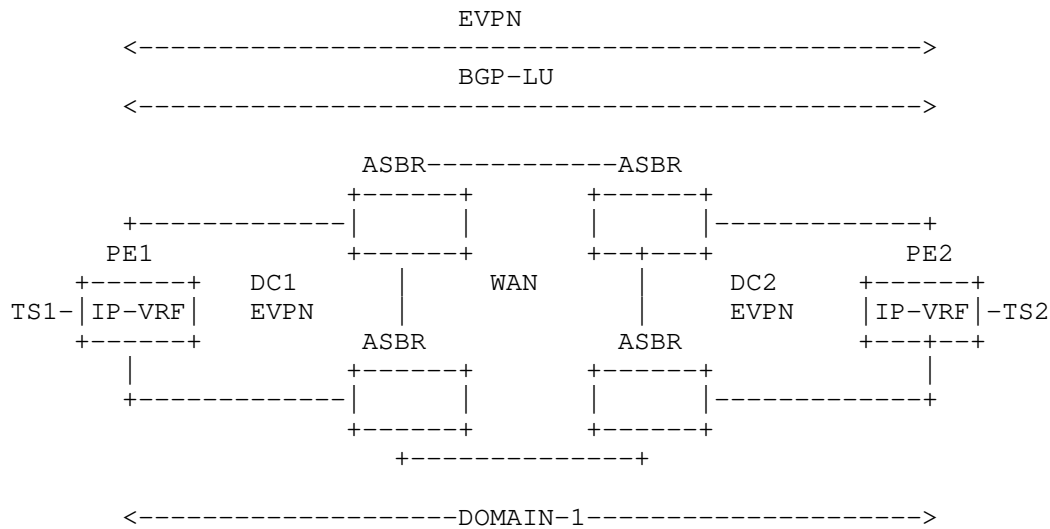 EVPN
BGP-LU
ASBR ASBR
PE1 PE2
DC1 WAN DC2
TS1 IP-VRF EVPN EVPN IP-VRF TS2
ASBR ASBR
DOMAIN-1